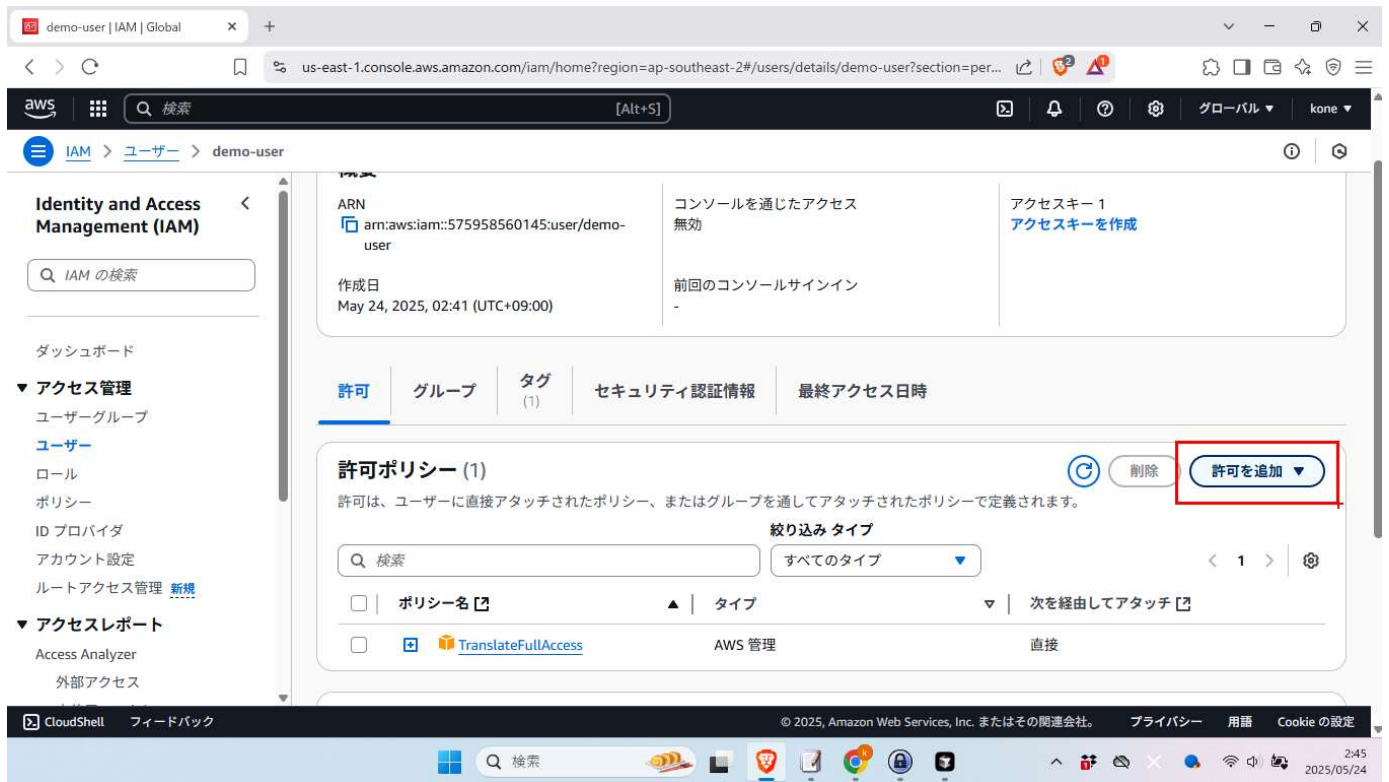 demo-user | IAM | Global
us-east-1.console.aws.amazon.com/iam/home?region=ap-southeast-2#/users/details/demo-user?section=per...
aws
検索
[Alt+S]
グローバル ▼
kone ▼
IAM > ユーザー > demo-user
Identity and Access Management (IAM)
IAM の検索
ダッシュボード
▼ アクセス管理
ユーザーグループ
ユーザー
ロール
ポリシー
ID プロバイダ
アカウント設定
ルートアクセス管理 新規
▼ アクセスレポート
Access Analyzer
外部アクセス
概要
ARN
arn:aws:iam::575958560145:user/demo-
user
作成日
May 24, 2025, 02:41 (UTC+09:00)
コンソールを通じたアクセス
無効
前回のコンソールサインイン
-
アクセスキー 1
アクセスキーを作成
許可
グループ
タグ
(1)
セキュリティ認証情報
最終アクセス日時
許可ポリシー (1)
削除
許可を追加 ▼
許可は、ユーザーに直接アタッチされたポリシー、またはグループを通してアタッチされたポリシーで定義されます。
絞り込み タイプ
検索
すべてのタイプ
1
ポリシー名
タイプ
次を経由してアタッチ
TranslateFullAccess
AWS 管理
直接
CloudShell
フィードバック
© 2025, Amazon Web Services, Inc. またはその関連会社。
プライバシー
用語
Cookie の設定
検索
2:45
2025/05/24